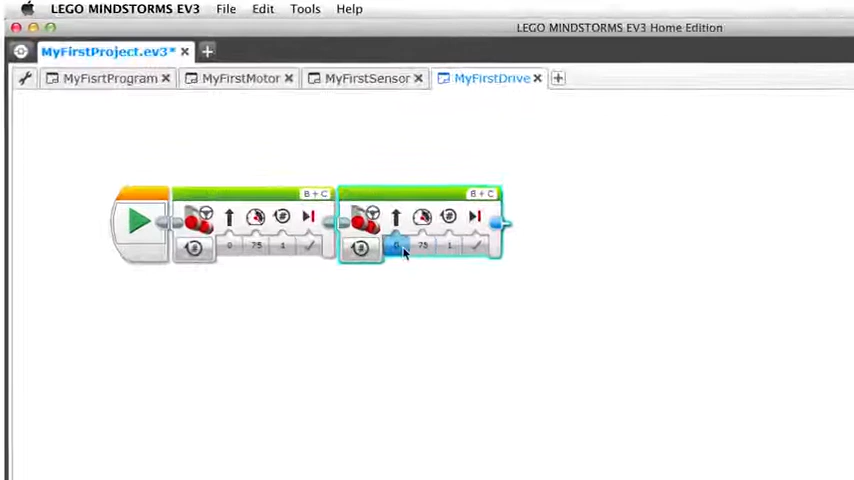 LEGO MINDSTORMS EV3 File Edit Tools Help
LEGO MINDSTORMS EV3 Home Edition
MyFirstProject.ev3*
MyFisrtProgram MyFirstMotor MyFirstSensor MyFirstDrive
B + C B + C
# #
# 0 75 1 # 0 75 1